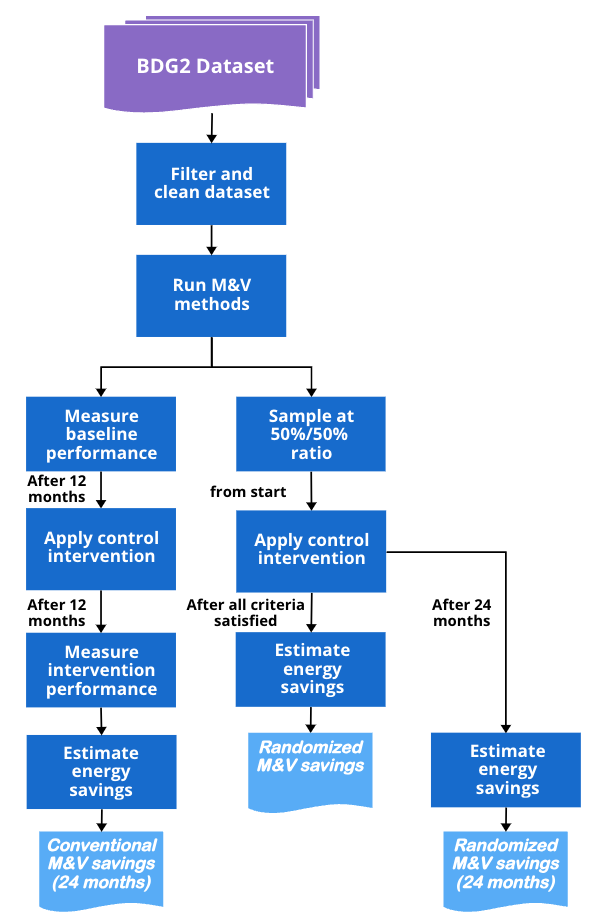 BDG2 Dataset
Filter and
clean dataset
Run M&V
methods
Measure
baseline
performance
After 12
months
Apply control
intervention
After 12
months
Measure
intervention
performance
Estimate
energy
savings
Conventional
M&V savings
(24 months)
Sample at
50%/50%
ratio
from start
Apply control
intervention
After all criteria
satisfied
Estimate
energy
savings
Randomized
M&V savings
After 24
months
Estimate
energy
savings
Randomized
M&V savings
(24 months)